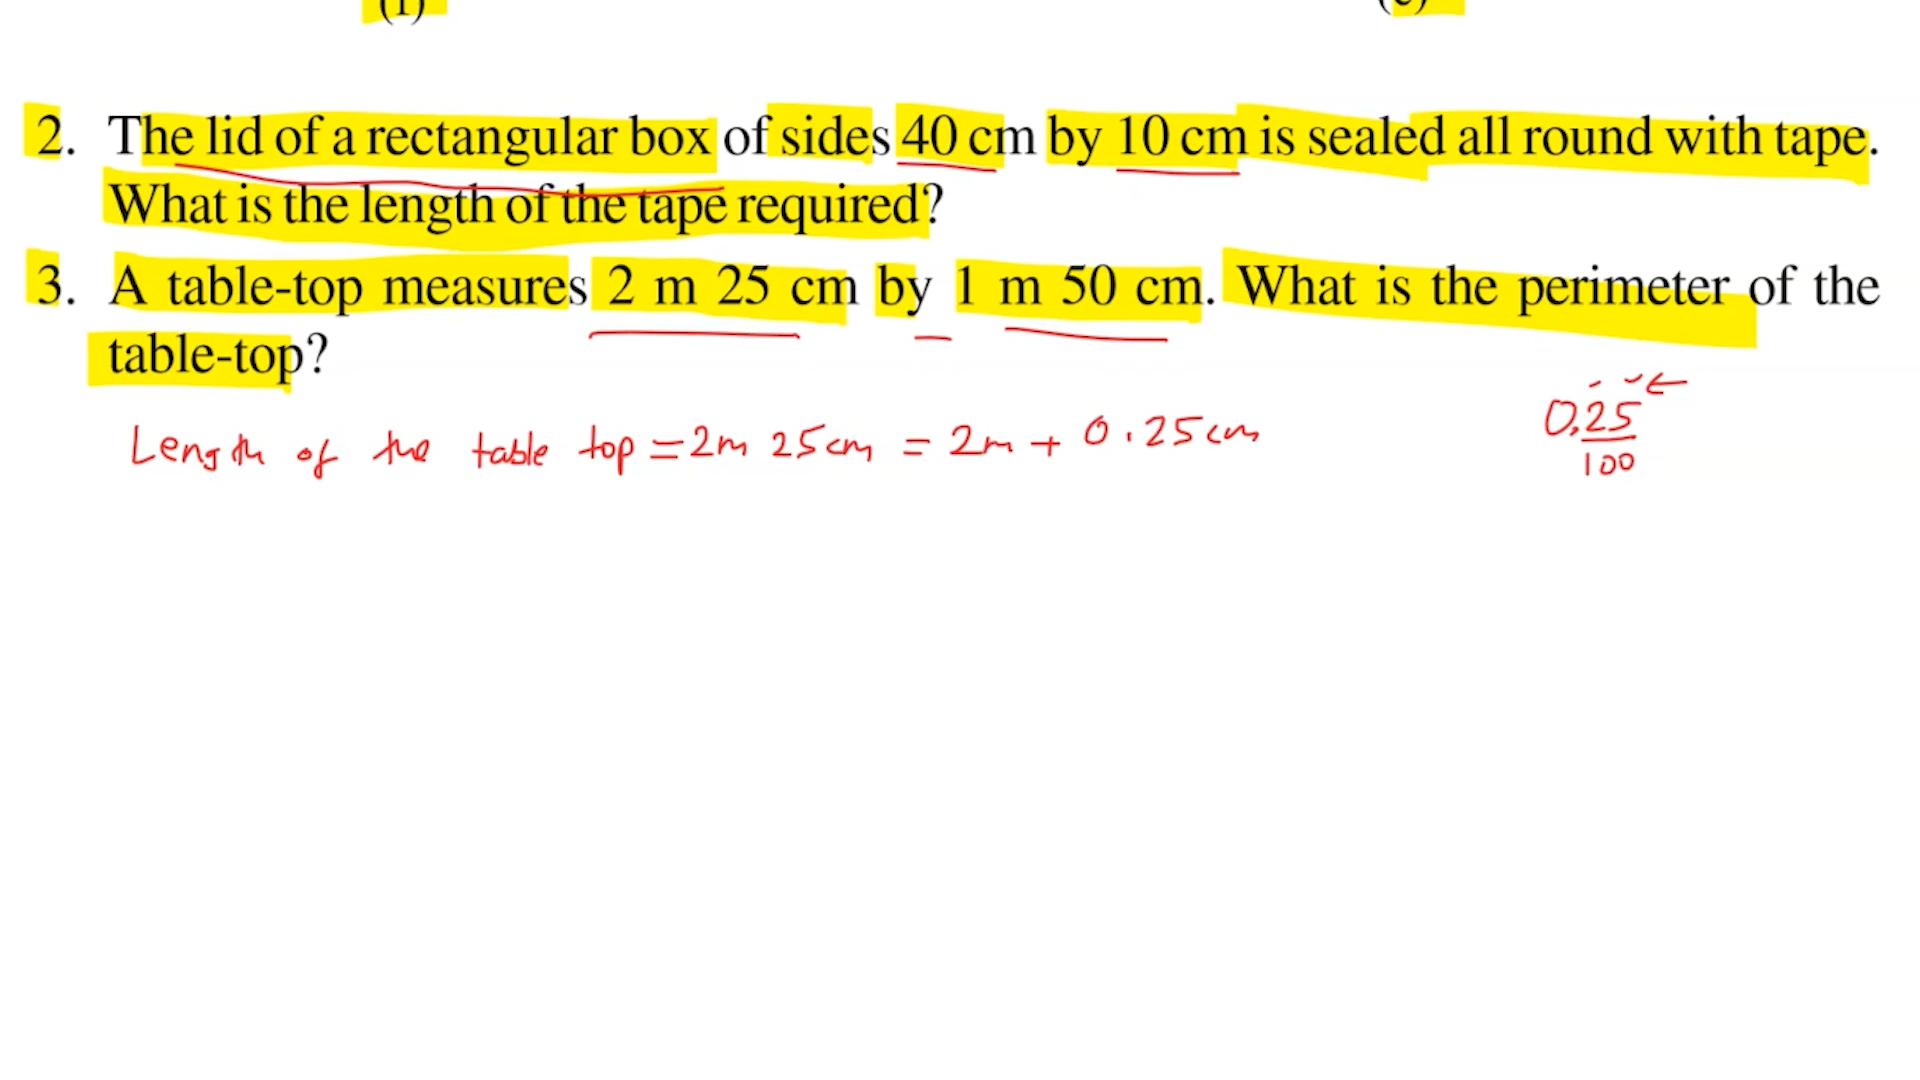 2. The lid of a rectangular box of sides 40 cm by 10 cm is sealed all round with tape.
What is the length of the tape required?
3. A table-top measures 2 m 25 cm by 1 m 50 cm. What is the perimeter of the
table-top?
Length of the table top = 2m 25cm = 2m + 0.25cm
0.25
100